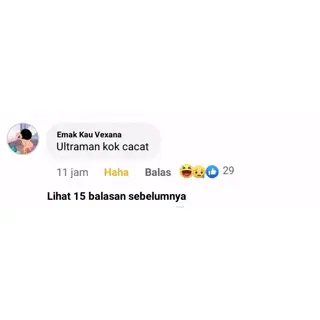 Emak Kau Vexana
Ultraman kok cacat
11 jam Haha Balas 29
Lihat 15 balasan sebelumnya